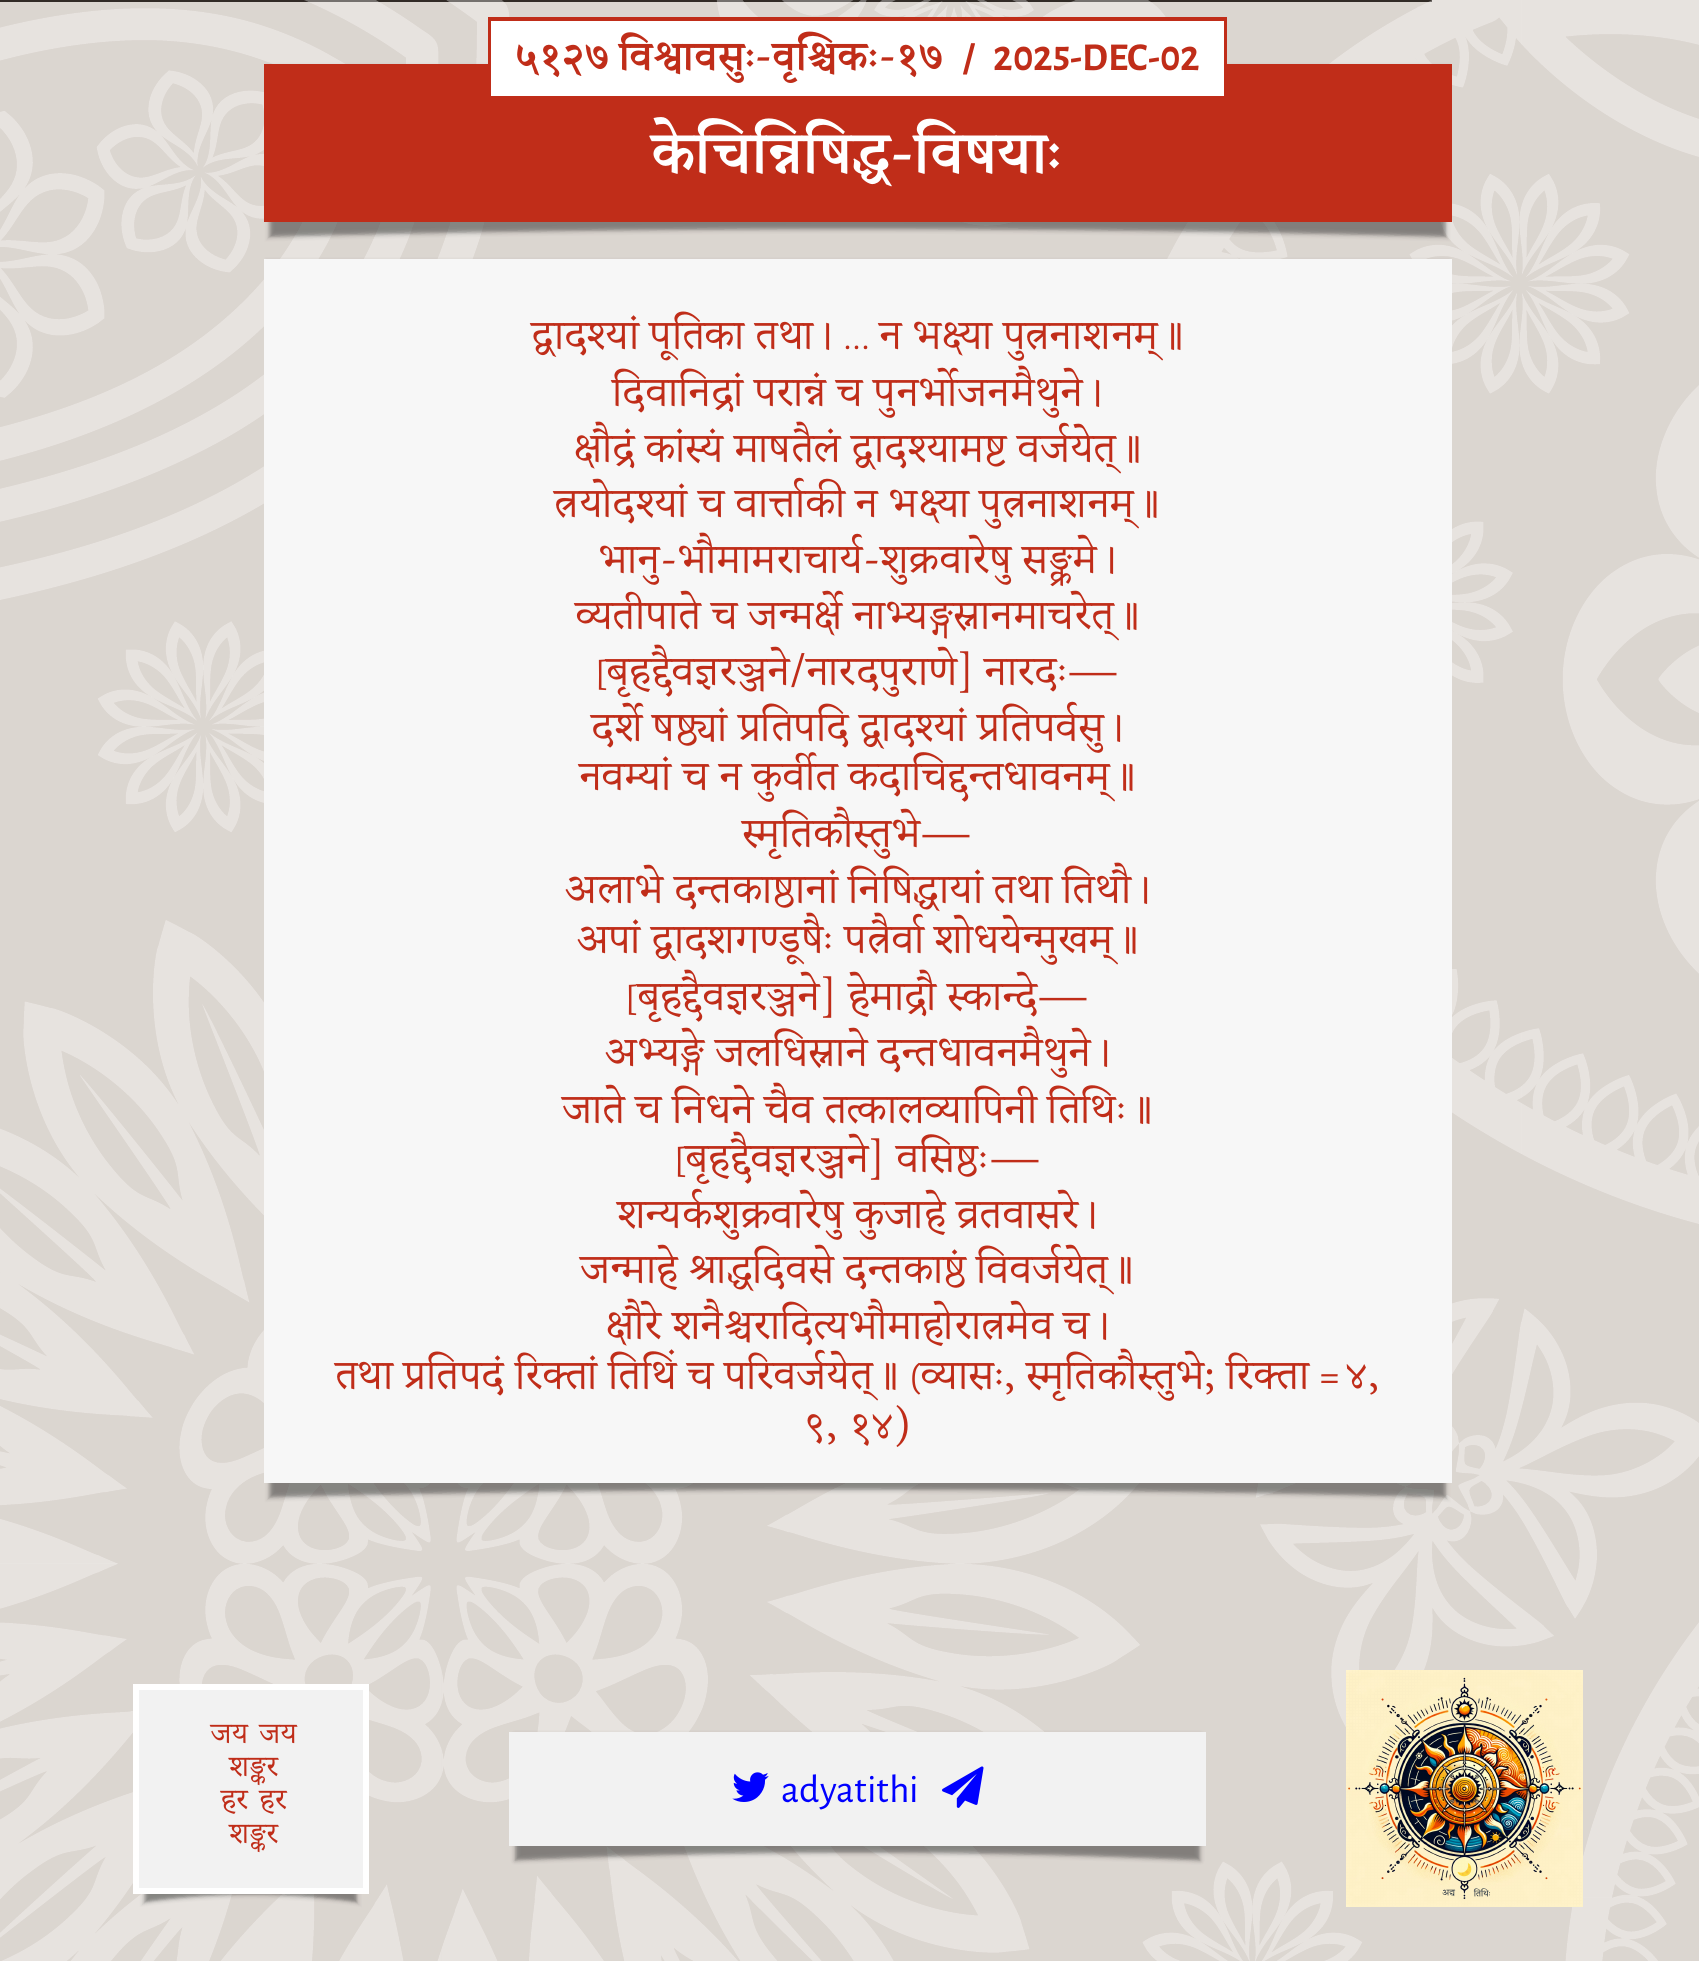 ५१२७ विश्वावसुः-वृश्चिकः-१७ / 2025-DEC-02
केचिन्निषिद्ध-विषयाः
द्वादश्यां पूतिका तथा। … न भक्ष्या पुत्रनाशनम्॥
दिवानिद्रां परान्नं च पुनर्भोजनमैथुने।
क्षौद्रं कांस्यं माषतैलं द्वादश्यामष्ट वर्जयेत्॥
त्रयोदश्यां च वार्त्ताकी न भक्ष्या पुत्रनाशनम्॥
भानु-भौमामराचार्य-शुक्रवारेषु सङ्क्रमे।
व्यतीपाते च जन्मर्क्षे नाभ्यङ्गस्नानमाचरेत्॥
[बृहद्दैवज्ञरञ्जने/नारदपुराणे] नारदः—
दर्शे षष्ठ्यां प्रतिपदि द्वादश्यां प्रतिपर्वसु।
नवम्यां च न कुर्वीत कदाचिद्दन्तधावनम्॥
स्मृतिकौस्तुभे—
अलाभे दन्तकाष्ठानां निषिद्धायां तथा तिथौ।
अपां द्वादशगण्डूषैः पत्रैर्वा शोधयेन्मुखम्॥
[बृहद्दैवज्ञरञ्जने] हेमाद्रौ स्कान्दे—
अभ्यङ्गे जलधिस्नाने दन्तधावनमैथुने।
जाते च निधने चैव तत्कालव्यापिनी तिथिः॥
[बृहद्दैवज्ञरञ्जने] वसिष्ठः—
शन्यर्कशुक्रवारेषु कुजाहे व्रतवासरे।
जन्माहे श्राद्धदिवसे दन्तकाष्ठं विवर्जयेत्॥
क्षौरे शनैश्चरादित्यभौमाहोरात्रमेव च।
तथा प्रतिपदं रिक्तां तिथिं च परिवर्जयेत्॥ (व्यासः, स्मृतिकौस्तुभे; रिक्ता = ४,
९, १४)
जय जय
शङ्कर
हर हर
शङ्कर
adyatithi
अद्य तिथिः